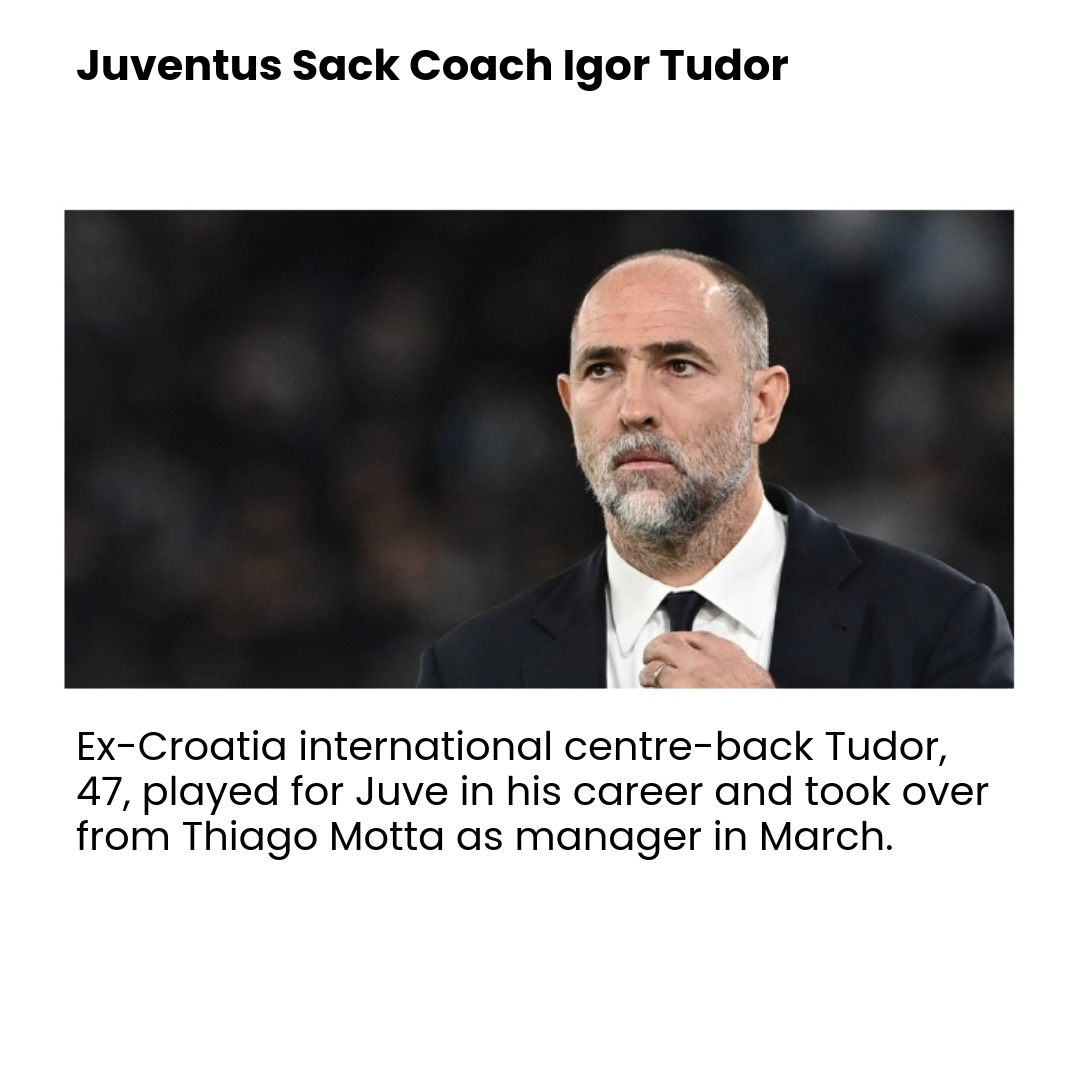 Juventus Sack Coach Igor Tudor
Ex-Croatia international centre-back Tudor,
47, played for Juve in his career and took over
from Thiago Motta as manager in March.